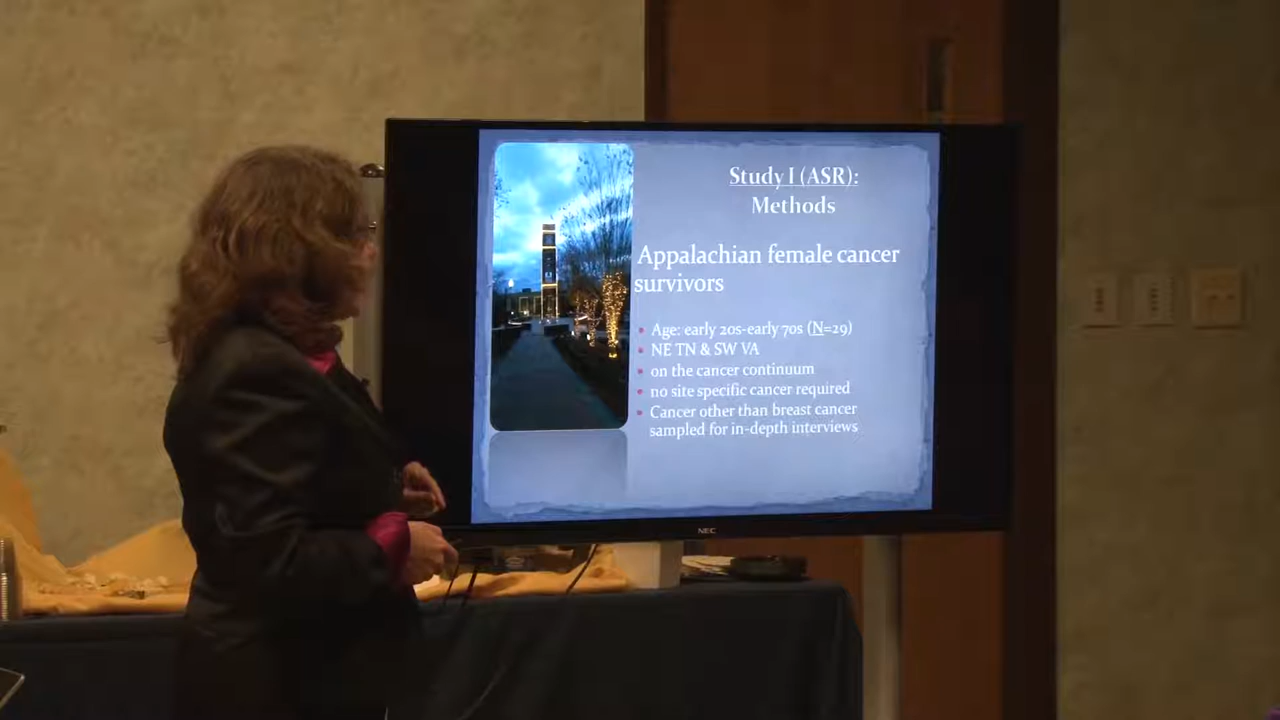 Study I (ASR):
Methods
Appalachian female cancer
survivors
• Age: early 20s-early 70s (N=29)
• NE TN & SW VA
• on the cancer continuum
• no site specific cancer required
• Cancer other than breast cancer
sampled for in-depth interviews
NEC